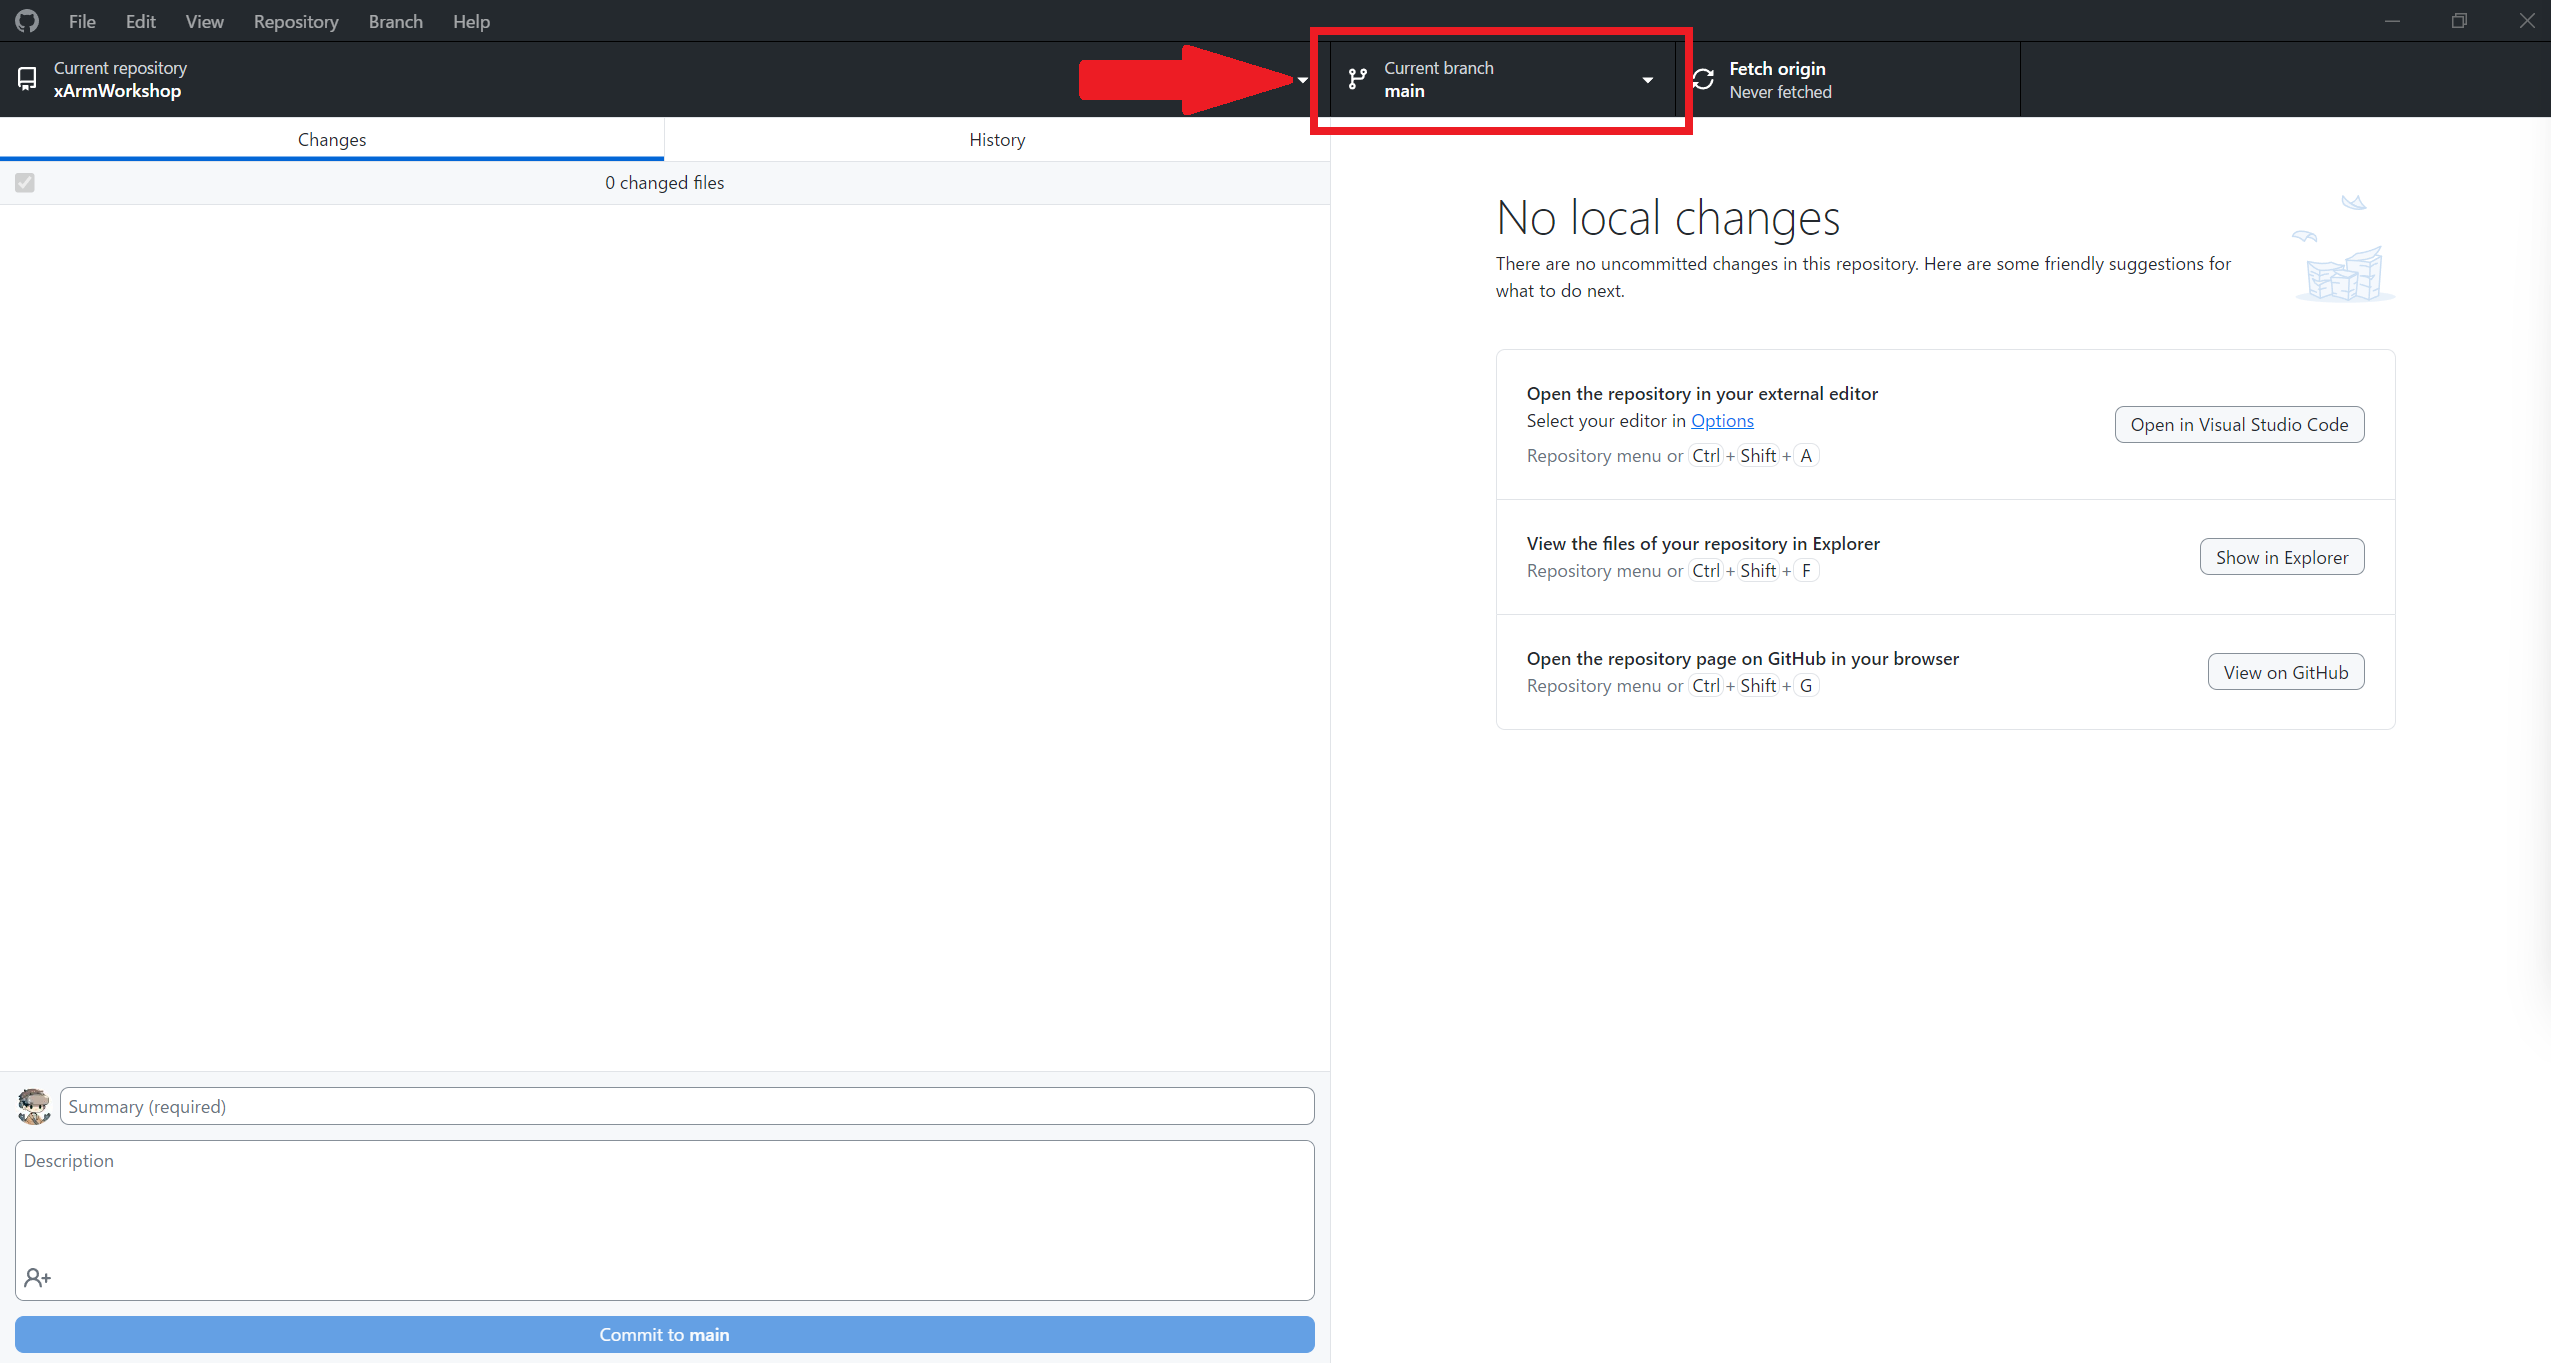 File Edit View Repository Branch Help
Current repository
xArmWorkshop
Current branch
main
Fetch origin
Never fetched
Changes
History
0 changed files
No local changes
There are no uncommitted changes in this repository. Here are some friendly suggestions for
what to do next.
Open the repository in your external editor
Select your editor in Options
Repository menu or Ctrl + Shift + A
Open in Visual Studio Code
View the files of your repository in Explorer
Repository menu or Ctrl + Shift + F
Show in Explorer
Open the repository page on GitHub in your browser
Repository menu or Ctrl + Shift + G
View on GitHub
Summary (required)
Description
Commit to main